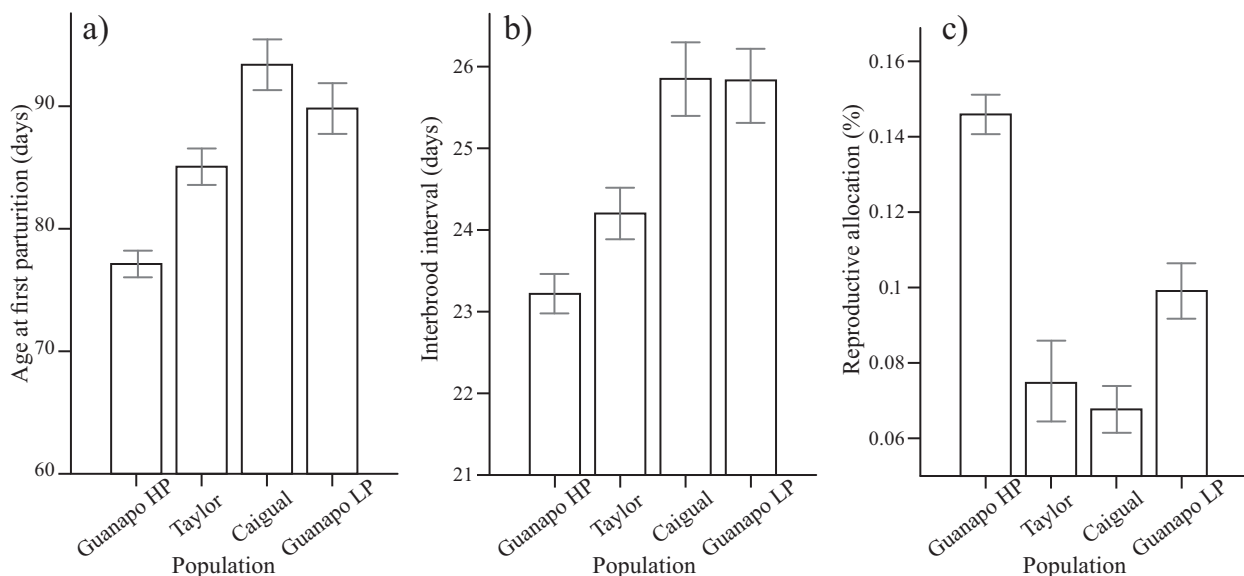 a)
Age at first parturition (days)
90
80
70
60
Guanapo HP
Taylor
Caigual
Guanapo LP
Population
b)
Interbrood interval (days)
26
25
24
23
22
21
Guanapo HP
Taylor
Caigual
Guanapo LP
Population
c)
Reproductive allocation (%)
0.16
0.14
0.12
0.1
0.08
0.06
Guanapo HP
Taylor
Caigual
Guanapo LP
Population